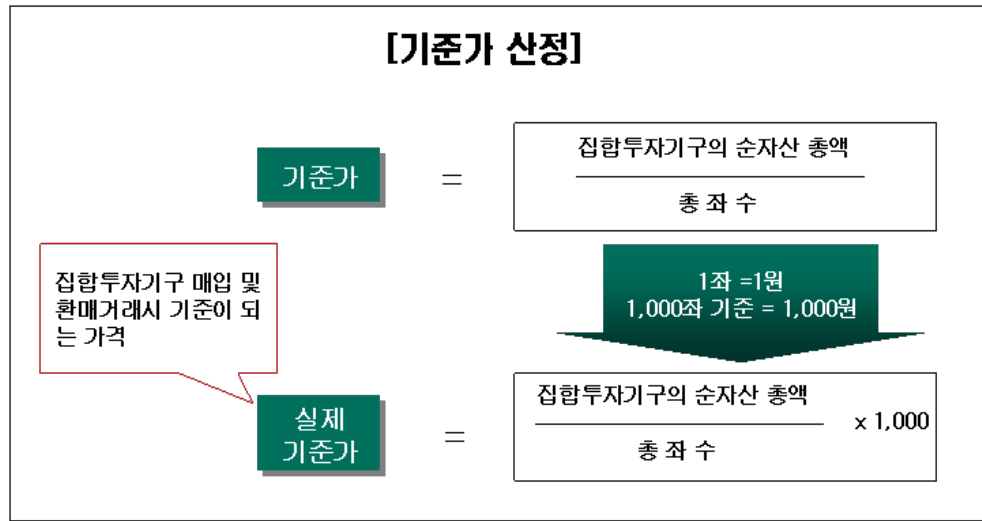 [기준가 산정]
기준가
=
집합투자기구의 순자산 총액
총 좌 수
집합투자기구 매입 및
환매거래시 기준이 되
는 가격
1좌 =1원
1,000좌 기준 = 1,000원
실제
기준가
=
집합투자기구의 순자산 총액
총 좌 수
x 1,000